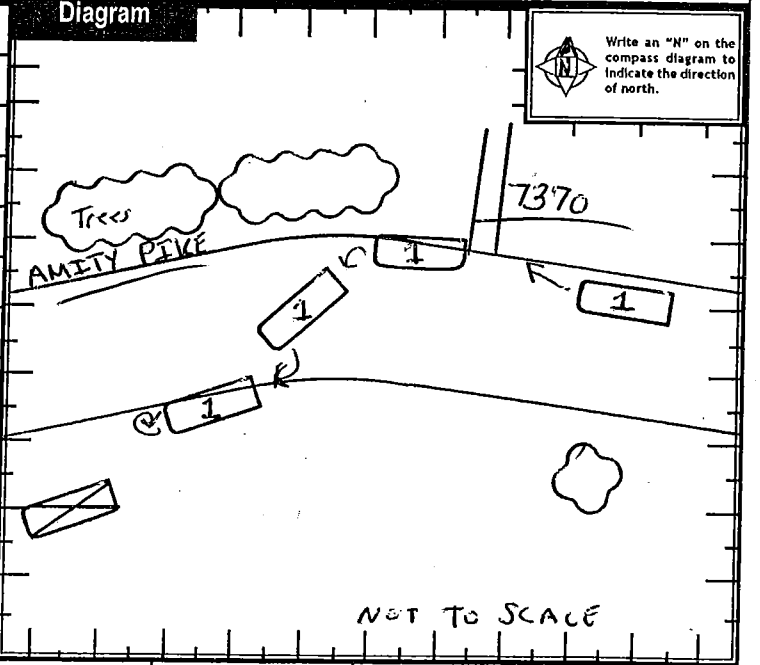 Diagram
Write an "N" on the
compass diagram to
indicate the direction
of north.
N
7370
Trees
AMITY PIKE
1
1
1
1
NOT TO SCALE